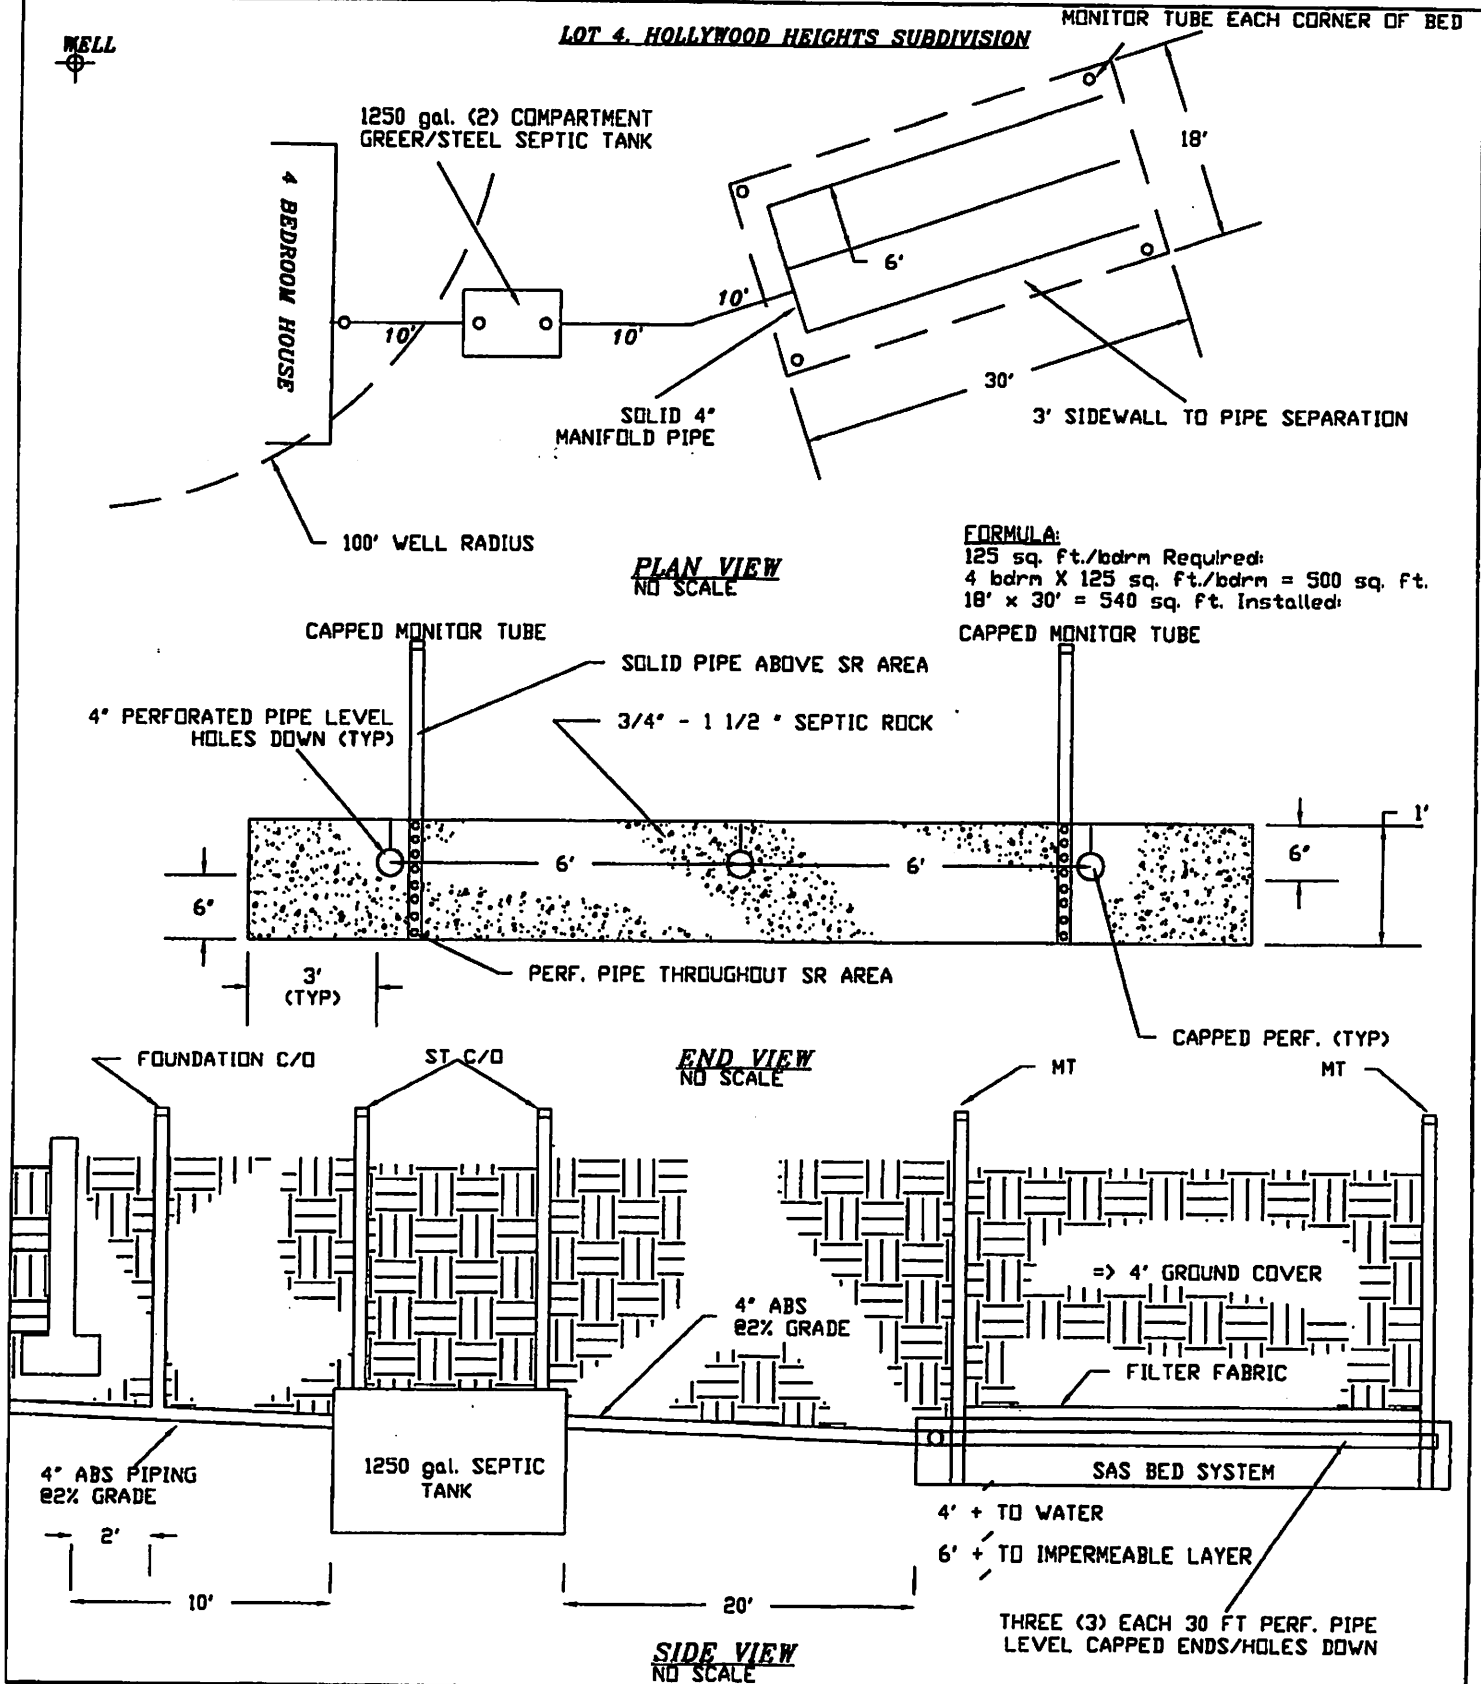 MONITOR TUBE EACH CORNER OF BED
LOT 4, HOLLYWOOD HEIGHTS SUBDIVISION
WELL
1250 gal. (2) COMPARTMENT
GREER/STEEL SEPTIC TANK
18'
4 BEDROOM HOUSE
6'
10'
10'
10'
30'
SOLID 4"
MANIFOLD PIPE
3' SIDEWALL TO PIPE SEPARATION
100' WELL RADIUS
PLAN VIEW
NO SCALE
FORMULA:
125 sq. ft./bdrm Required:
4 bdrm X 125 sq. ft./bdrm = 500 sq. ft.
18' x 30' = 540 sq. ft. Installed:
CAPPED MONITOR TUBE
CAPPED MONITOR TUBE
SOLID PIPE ABOVE SR AREA
4" PERFORATED PIPE LEVEL
HOLES DOWN (TYP)
3/4" - 1 1/2 " SEPTIC ROCK
1'
6'
6'
6"
6"
3'
(TYP)
PERF. PIPE THROUGHOUT SR AREA
CAPPED PERF. (TYP)
END VIEW
NO SCALE
FOUNDATION C/O
ST C/O
MT
MT
=> 4' GROUND COVER
4" ABS
@2% GRADE
FILTER FABRIC
1250 gal. SEPTIC
TANK
SAS BED SYSTEM
4" ABS PIPING
@2% GRADE
4' + TO WATER
2'
6' + TO IMPERMEABLE LAYER
10'
20'
THREE (3) EACH 30 FT PERF. PIPE
LEVEL CAPPED ENDS/HOLES DOWN
SIDE VIEW
NO SCALE